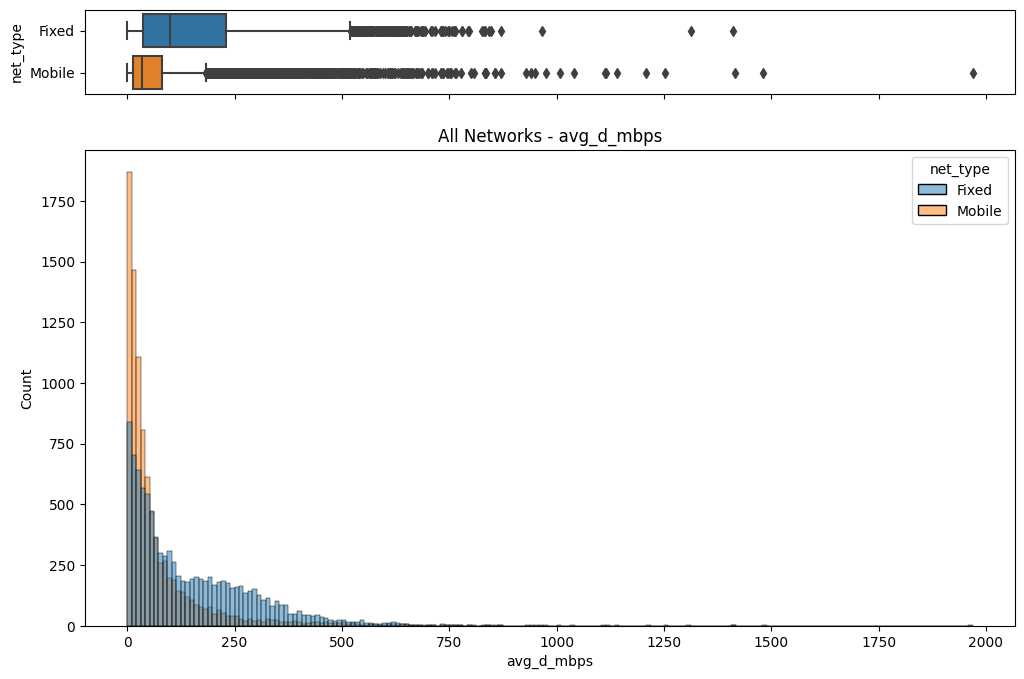 net_type
Fixed
Mobile
All Networks - avg_d_mbps
net_type
Fixed
Mobile
Count
1750
1500
1250
1000
750
500
250
0
0 250 500 750 1000 1250 1500 1750 2000
avg_d_mbps